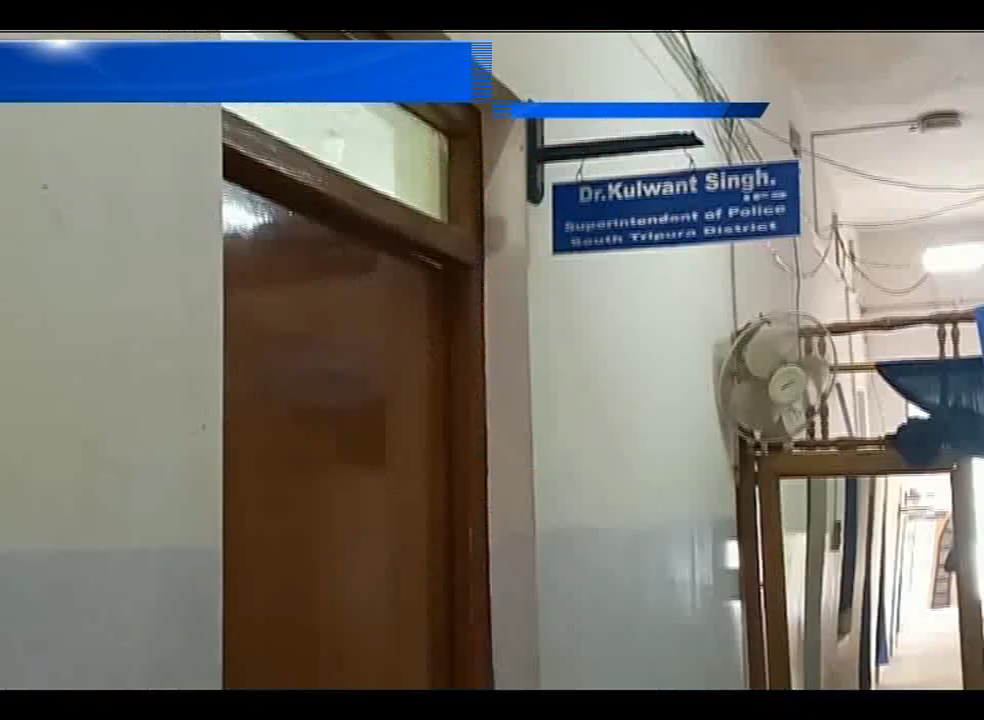 Dr.Kulwant Singh.
IPS
Superintendent of Police
South Tripura District